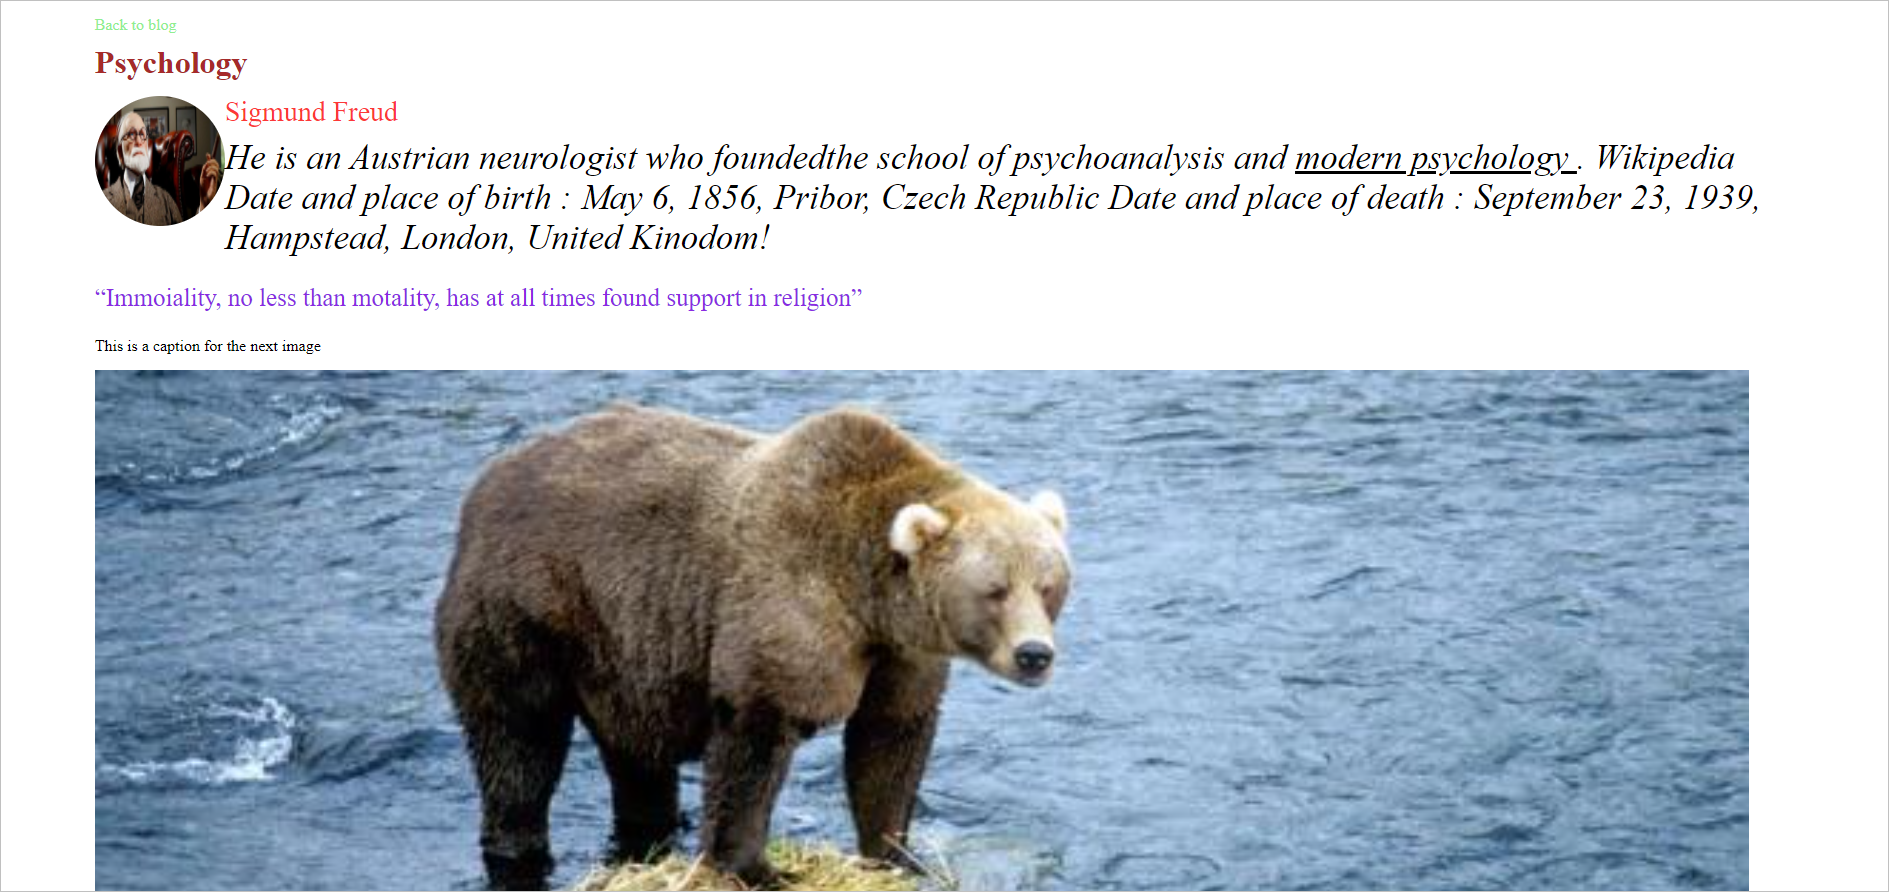 Back to blog
Psychology
Sigmund Freud
He is an Austrian neurologist who foundedthe school of psychoanalysis and modern psychology . Wikipedia
Date and place of birth : May 6, 1856, Pribor, Czech Republic Date and place of death : September 23, 1939,
Hampstead, London, United Kinodom!
“Immoiality, no less than motality, has at all times found support in religion”
This is a caption for the next image